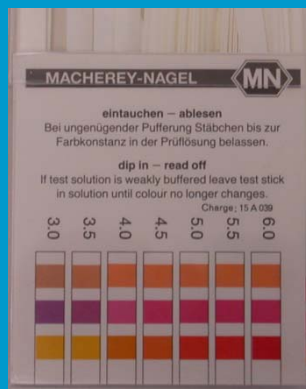 MACHEREY-NAGEL MN
eintauchen – ablesen
Bei ungenügender Pufferung Stäbchen bis zur
Farbkonstanz in der Prüflösung belassen.
dip in – read off
If test solution is weakly buffered leave test stick
in solution until colour no longer changes.
Charge; 15 A 039
3.0 3.5 4.0 4.5 5.0 5.5 6.0